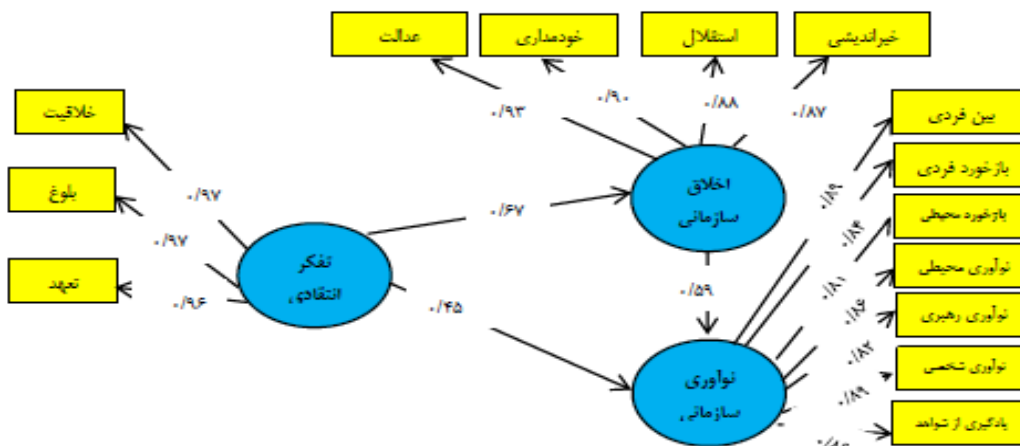 خیراندیشی
استقلال
خودمداری
عدالت
۰/۹۳
۰/۹۰
۰/۸۸
۰/۸۷
خلاقیت
بلوغ
تعهد
۰/۹۷
۰/۹۷
۰/۹۶
تفکر
انتقادی
۰/۶۷
۰/۴۵
اخلاق
سازمانی
۰/۵۹
نوآوری
سازمانی
بین فردی
بازخورد فردی
بازخورد محیطی
نوآوری محیطی
نوآوری رهبری
نوآوری شخصی
یادگیری از شواهد
۰/۸۹
۰/۸۴
۰/۸۱
۰/۸۶
۰/۸۲
۰/۸۹